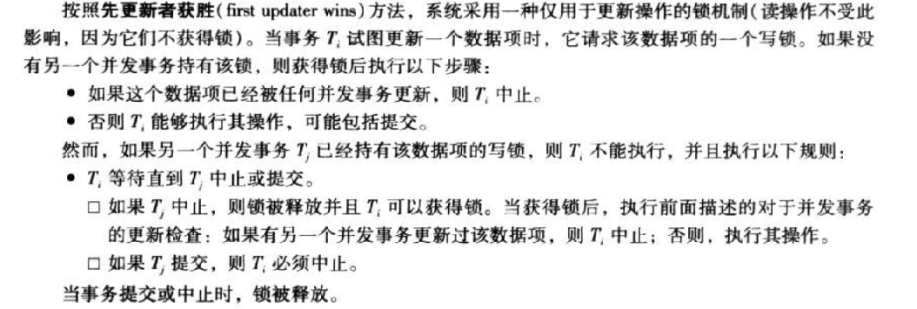 按照先更新者获胜(first updater wins)方法，系统采用一种仅用于更新操作的锁机制(读操作不受此
影响，因为它们不获得锁)。当事务 Tᵢ 试图更新一个数据项时，它请求该数据项的一个写锁。如果没
有另一个并发事务持有该锁，则获得锁后执行以下步骤：
● 如果这个数据项已经被任何并发事务更新，则 Tᵢ 中止。
● 否则 Tᵢ 能够执行其操作，可能包括提交。
然而，如果另一个并发事务 Tⱼ 已经持有该数据项的写锁，则 Tᵢ 不能执行，并且执行以下规则：
● Tᵢ 等待直到 Tⱼ 中止或提交。
□ 如果 Tⱼ 中止，则锁被释放并且 Tᵢ 可以获得锁。当获得锁后，执行前面描述的对于并发事务
的更新检查：如果有另一个并发事务更新过该数据项，则 Tᵢ 中止；否则，执行其操作。
□ 如果 Tⱼ 提交，则 Tᵢ 必须中止。
当事务提交或中止时，锁被释放。